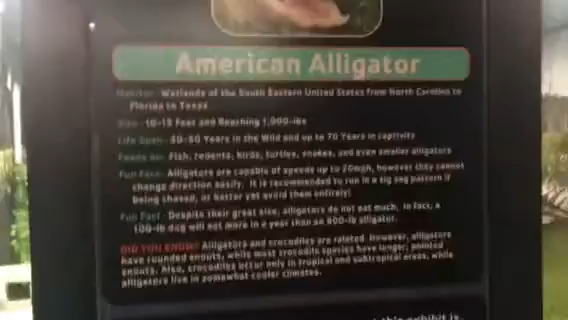 American Alligator
Habitat: Wetlands of the South Eastern United States from North Carolina to
Florida to Texas
Size: 10-15 Feet and Reaching 1,000-lbs
Life Span: 30-50 Years in the Wild and up to 70 Years in captivity
Feeds on: Fish, rodents, birds, turtles, snakes, and even smaller alligators
Fun Fact: Alligators are capable of speeds up to 20mph, however they cannot
change direction easily. It is recommended to run in a zig zag pattern if
being chased, or better yet avoid them entirely!
Fun Fact: Despite their great size, alligators do not eat much. In fact, a
100-lb dog will eat more in a year than an 800-lb alligator.
DID YOU KNOW? Alligators and crocodiles are related. However, alligators
have rounded snouts, while most crocodile species have longer, pointed
snouts. Also, crocodiles occur only in tropical and subtropical areas, while
alligators live in somewhat cooler climates.
this exhibit is